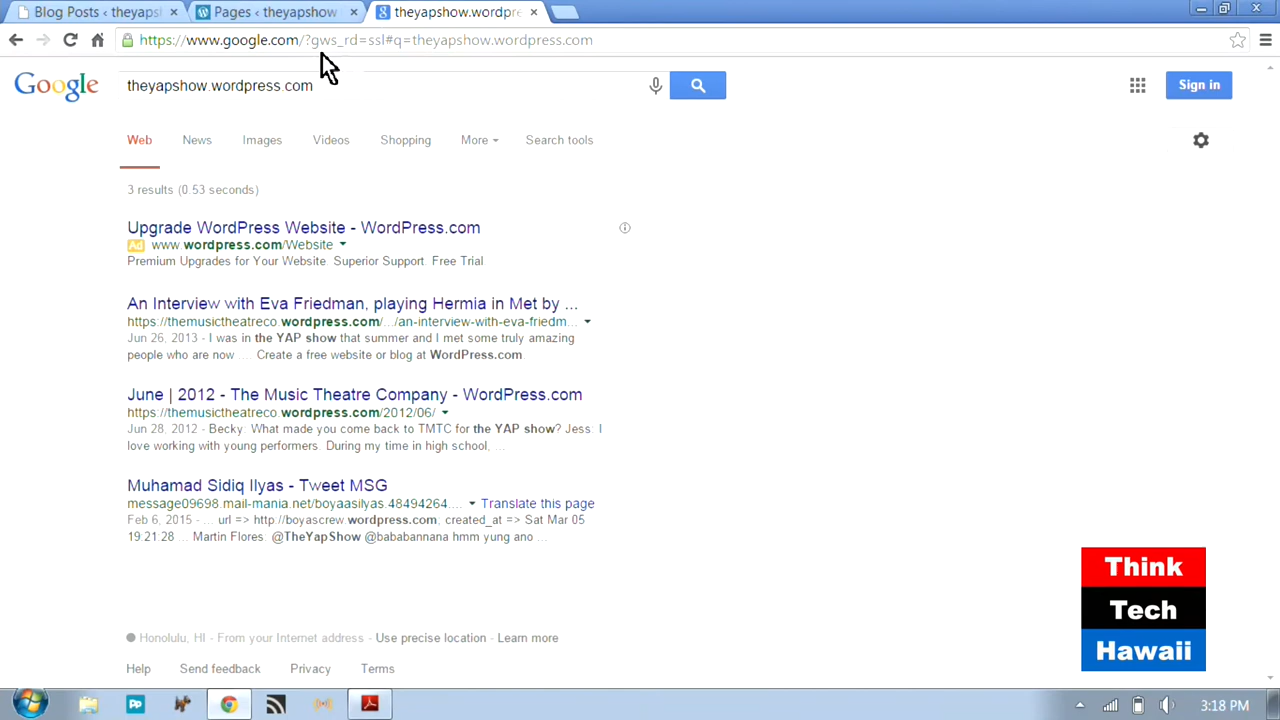 Blog Posts ‹ theyaps
Pages ‹ theyapshow
theyapshow.wordpre
https://www.google.com/?gws_rd=ssl#q=theyapshow.wordpress.com
Google
theyapshow.wordpress.com
Sign in
Web
News
Images
Videos
Shopping
More
Search tools
3 results (0.53 seconds)
Upgrade WordPress Website - WordPress.com
Ad www.wordpress.com/Website
Premium Upgrades for Your Website. Superior Support. Free Trial.
An Interview with Eva Friedman, playing Hermia in Met by ...
https://themusictheatreco.wordpress.com/.../an-interview-with-eva-friedm...
Jun 26, 2013 - I was in the YAP show that summer and I met some truly amazing
people who are now .... Create a free website or blog at WordPress.com.
June | 2012 - The Music Theatre Company - WordPress.com
https://themusictheatreco.wordpress.com/2012/06/
Jun 28, 2012 - Becky: What made you come back to TMTC for the YAP show? Jess: I
love working with young performers. During my time in high school, ...
Muhamad Sidiq Ilyas - Tweet MSG
message09698.mail-mania.net/boyaasilyas.48494264....
Translate this page
Feb 6, 2015 - ... url => http://boyascrew.wordpress.com; created_at => Sat Mar 05
19:21:28 ... Martin Flores. @TheYapShow @bababannana hmm yung ano ...
Think
Tech
Hawaii
Honolulu, HI - From your Internet address - Use precise location - Learn more
Help
Send feedback
Privacy
Terms
3:18 PM